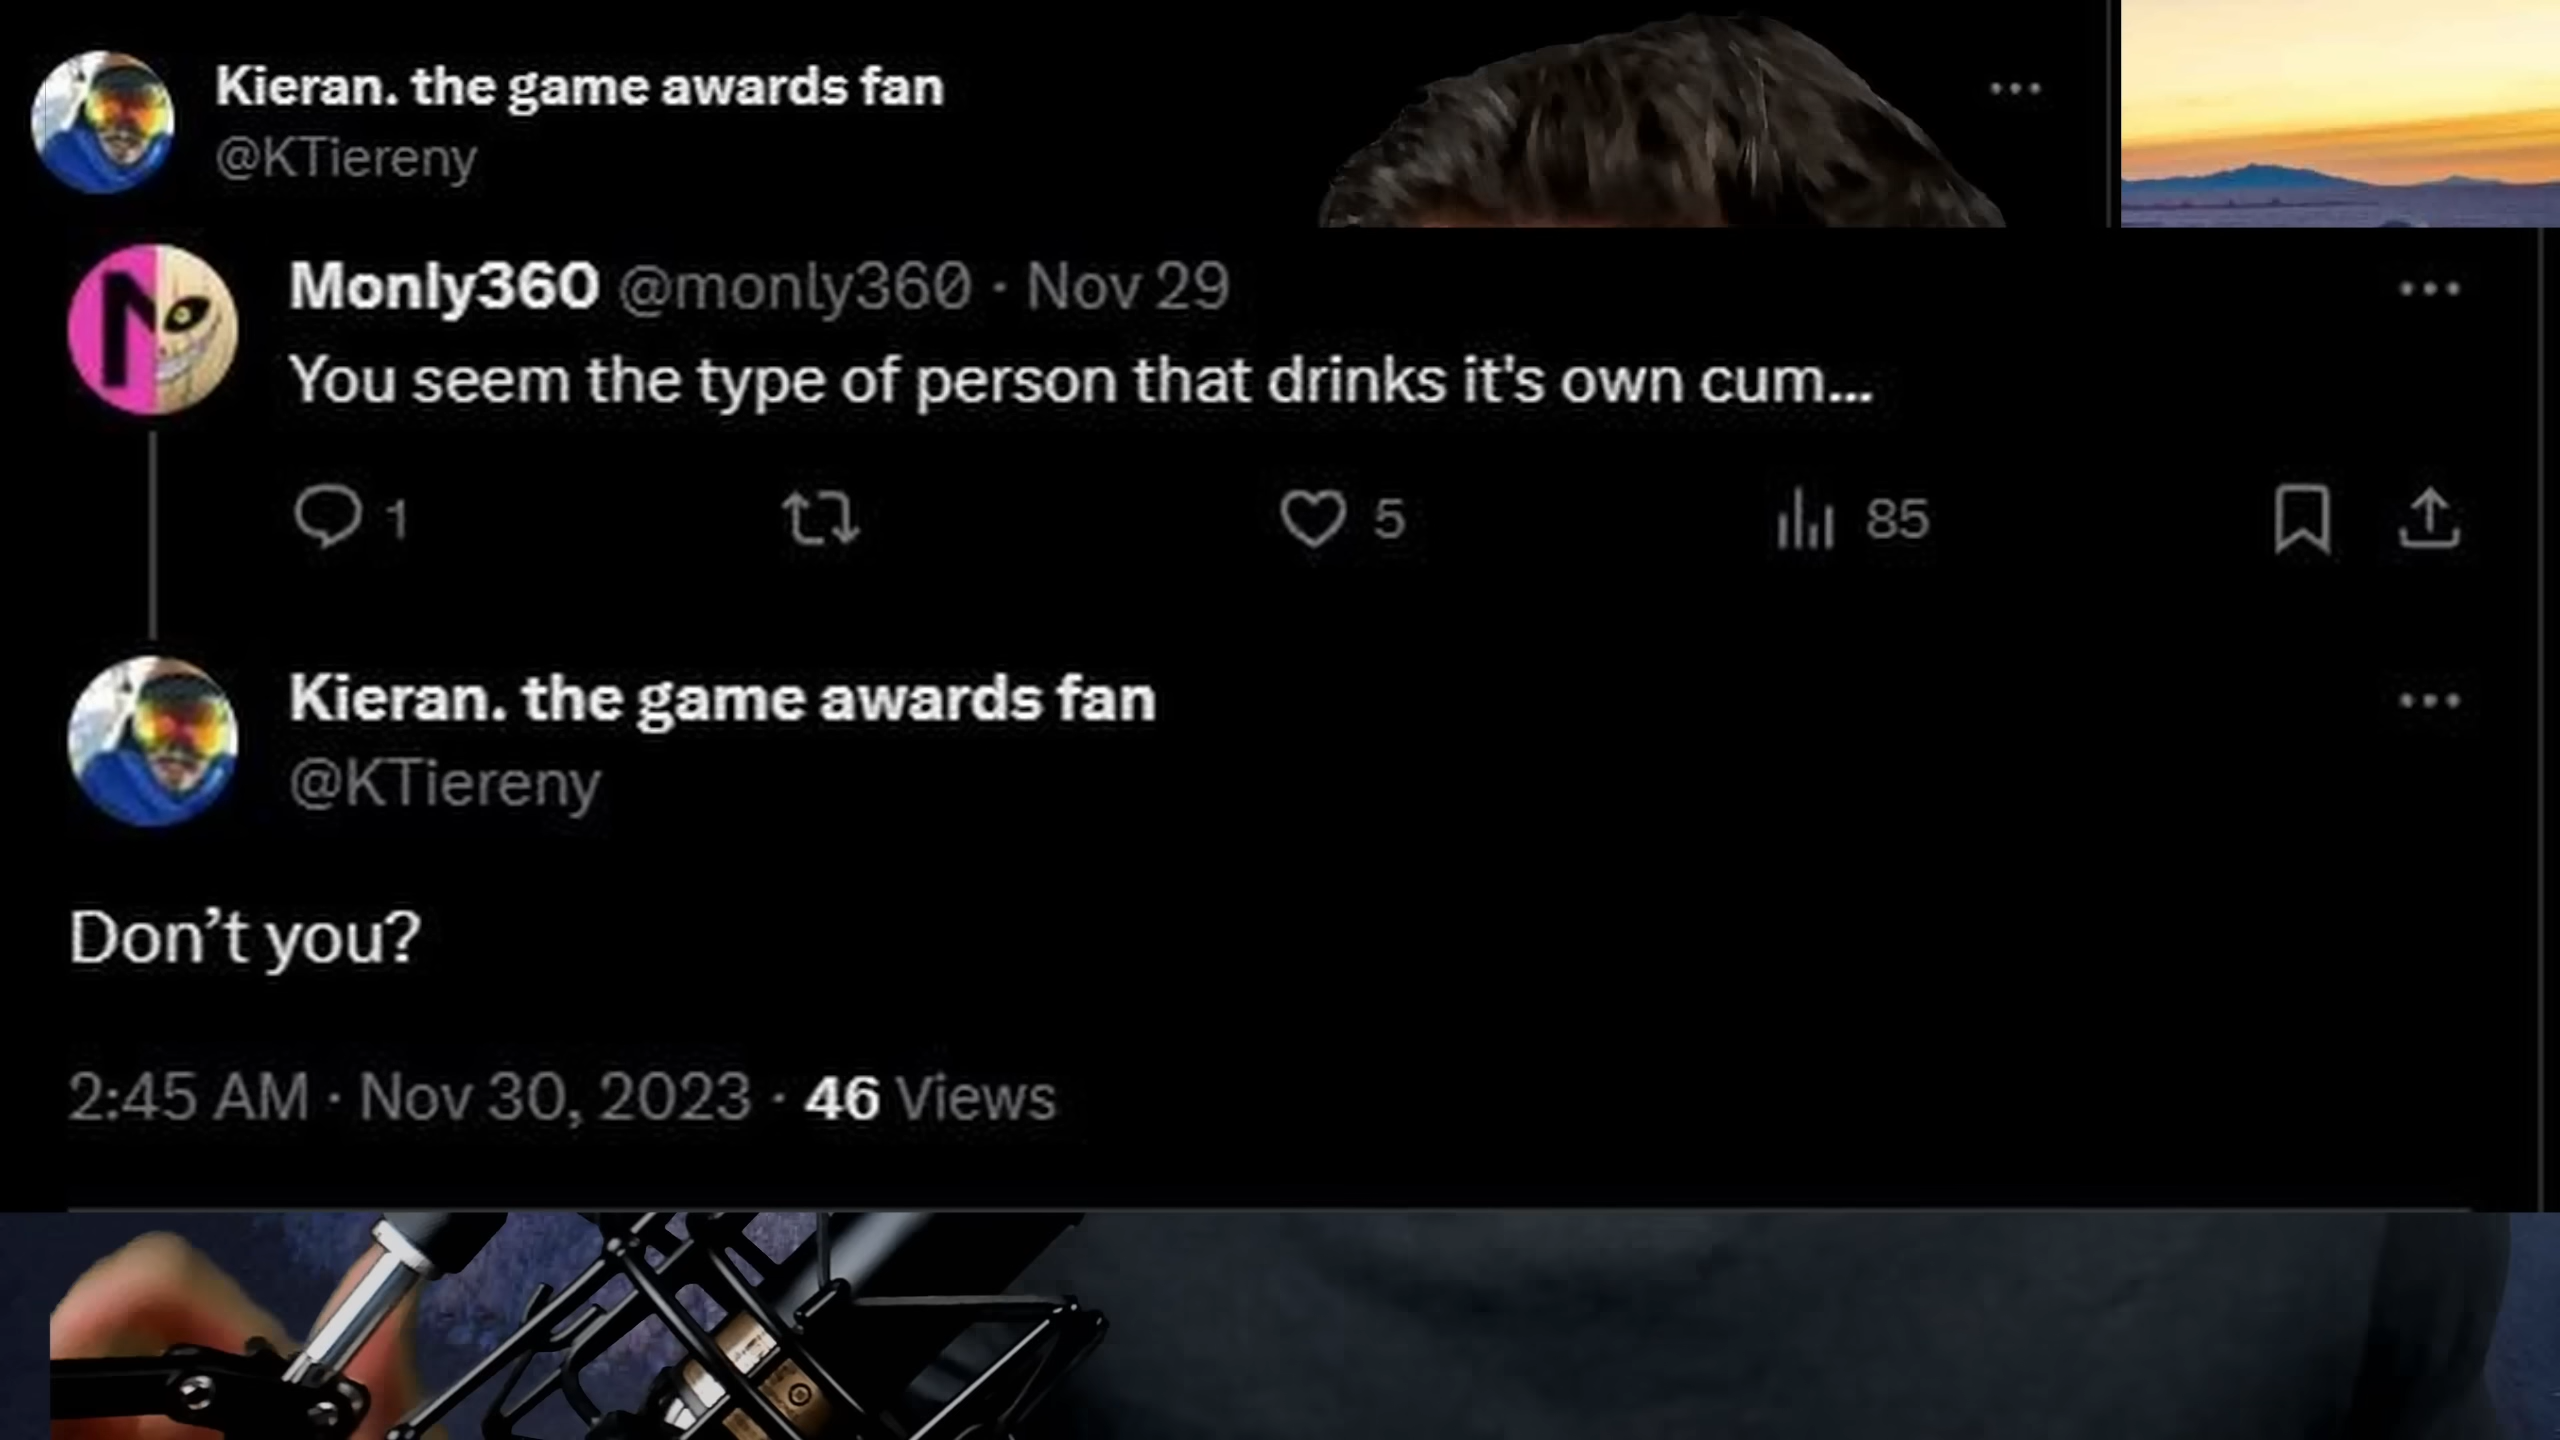 Kieran. the game awards fan
@KTiereny
Monly360 @monly360 · Nov 29
You seem the type of person that drinks it's own cum...
1 5 85
Kieran. the game awards fan
@KTiereny
Don’t you?
2:45 AM · Nov 30, 2023 · 46 Views